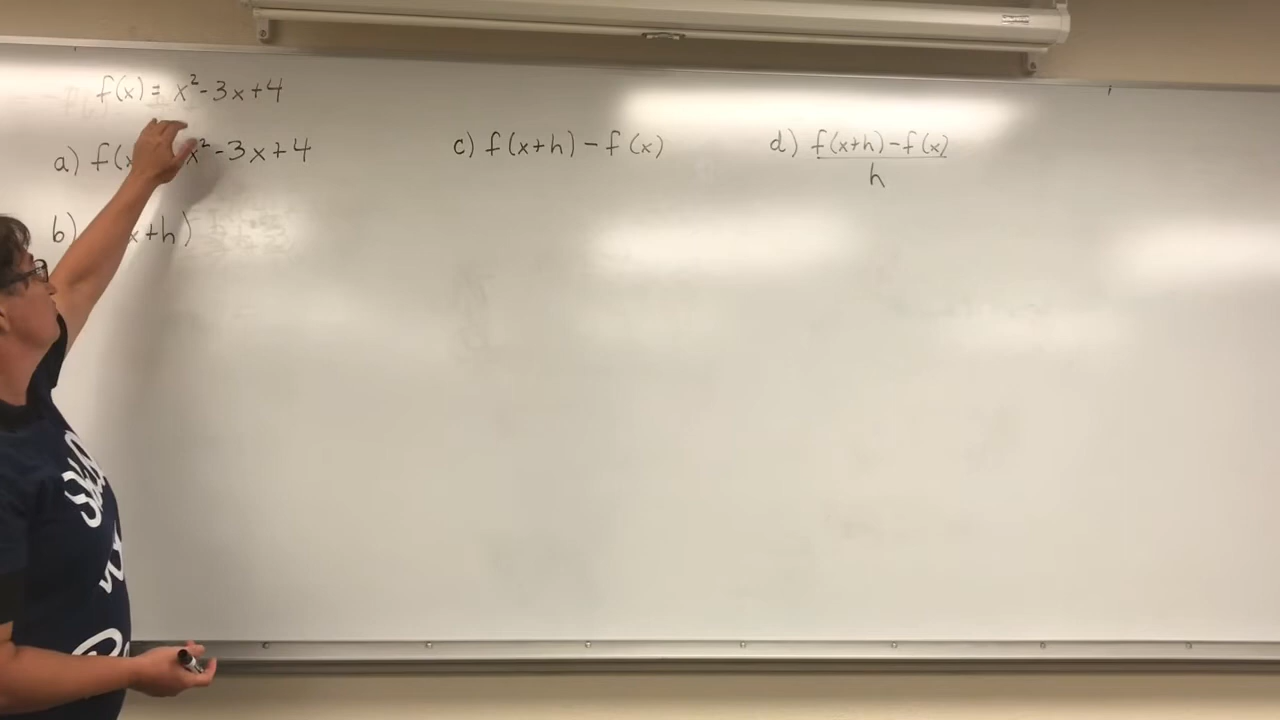 f(x) = x²-3x+4
a) f(x x²-3x+4
b) x+h)
c) f(x+h) - f(x)
d) f(x+h) - f(x)
h